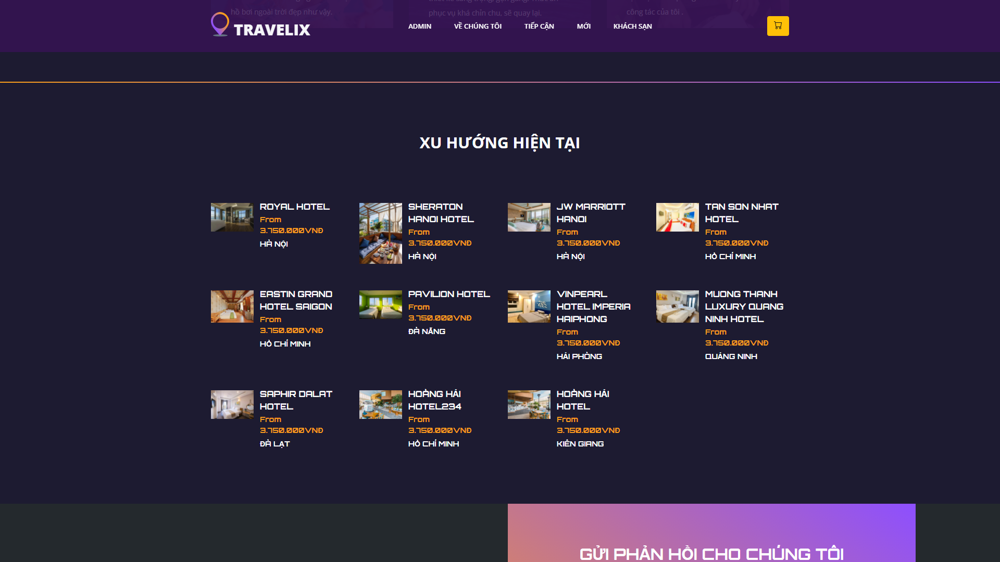 hồ bơi ngoài trời đẹp như vậy.
phục vụ khá chỉn chu, sẽ quay lại.
công tác của tôi .
TRAVELIX
ADMIN
VỀ CHÚNG TÔI
TIẾP CẬN
MỚI
KHÁCH SẠN
XU HƯỚNG HIỆN TẠI
ROYAL HOTEL
From
3.750.000VNĐ
HÀ NỘI
SHERATON
HANOI HOTEL
From
3.750.000VNĐ
HÀ NỘI
JW MARRIOTT
HANOI
From
3.750.000VNĐ
HÀ NỘI
TAN SON NHAT
HOTEL
From
3.750.000VNĐ
HỒ CHÍ MINH
EASTIN GRAND
HOTEL SAIGON
From
3.750.000VNĐ
HỒ CHÍ MINH
PAVILION HOTEL
From
3.750.000VNĐ
ĐÀ NẴNG
VINPEARL
HOTEL IMPERIA
HAIPHONG
From
3.750.000VNĐ
HẢI PHÒNG
MUONG THANH
LUXURY QUANG
NINH HOTEL
From
3.750.000VNĐ
QUẢNG NINH
SAPHIR DALAT
HOTEL
From
3.750.000VNĐ
ĐÀ LẠT
HOÀNG HẢI
HOTEL234
From
3.750.000VNĐ
HỒ CHÍ MINH
HOÀNG HẢI
HOTEL
From
3.750.000VNĐ
KIÊN GIANG
GỬI PHẢN HỒI CHO CHÚNG TÔI